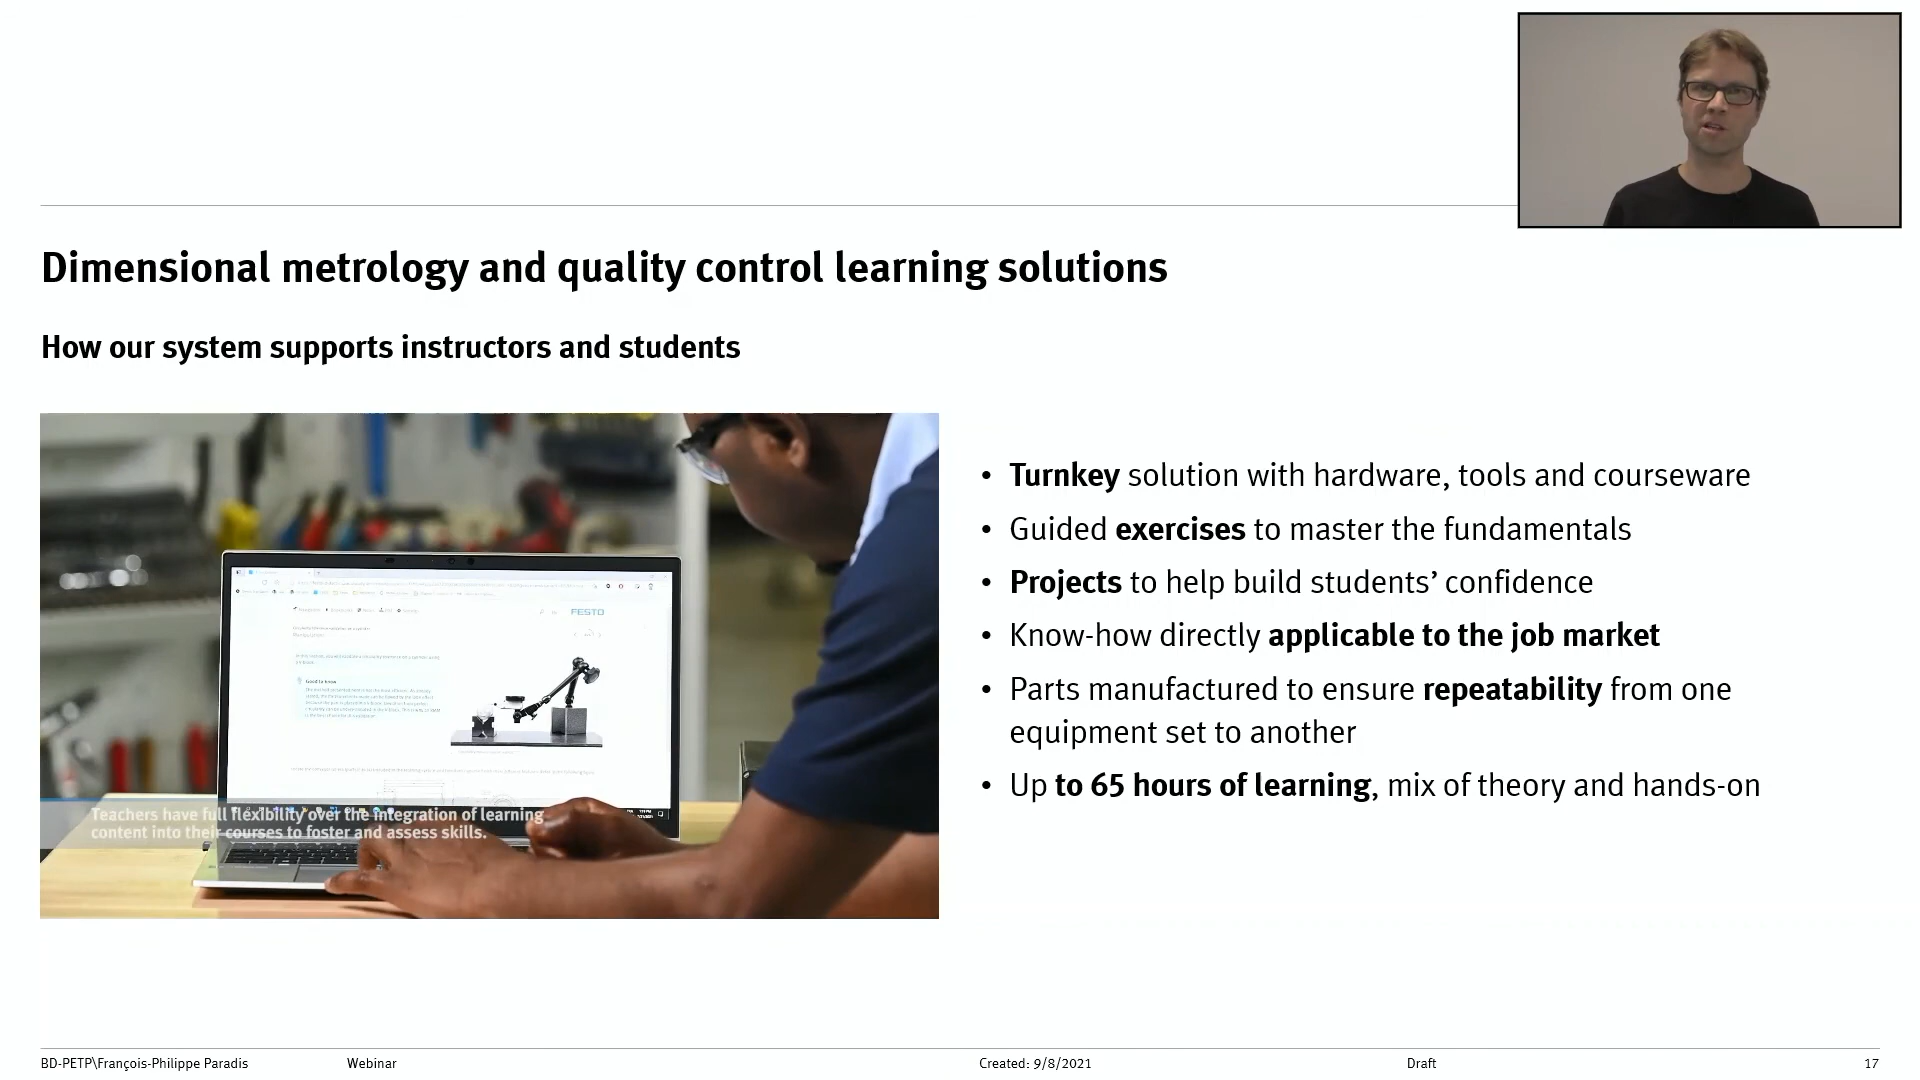 Dimensional metrology and quality control learning solutions
How our system supports instructors and students
FESTO
Good to know
Teachers have full flexibility over the integration of learning
content into their courses to foster and assess skills.
• Turnkey solution with hardware, tools and courseware
• Guided exercises to master the fundamentals
• Projects to help build students’ confidence
• Know-how directly applicable to the job market
• Parts manufactured to ensure repeatability from one
equipment set to another
• Up to 65 hours of learning, mix of theory and hands-on
BD-PETP\François-Philippe Paradis
Webinar
Created: 9/8/2021
Draft
17